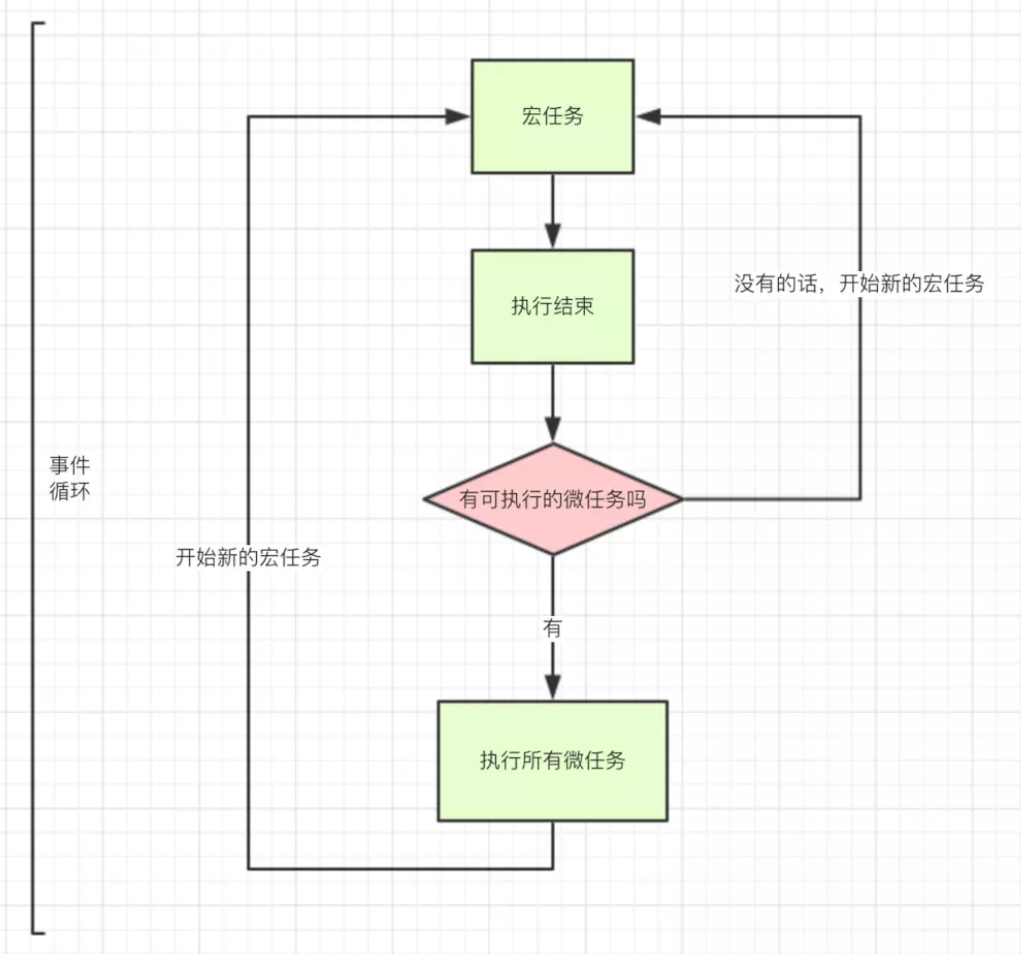 宏任务
执行结束
没有的话，开始新的宏任务
事件
循环
有可执行的微任务吗
开始新的宏任务
有
执行所有微任务